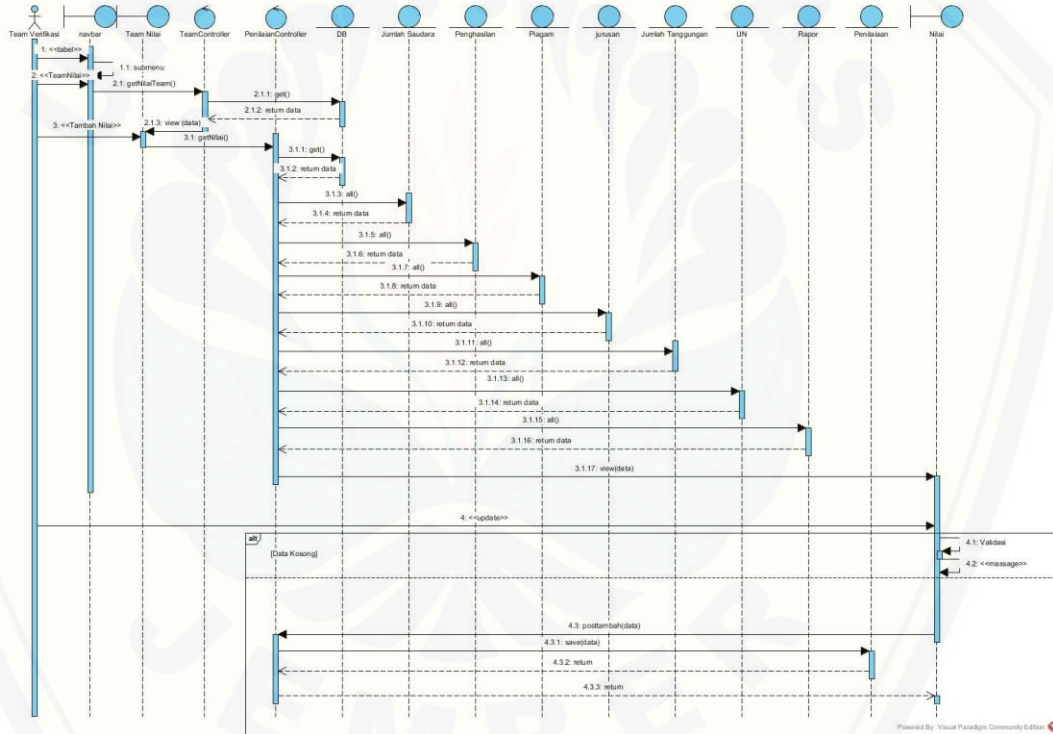 Team Verifikasi
navbar
Team Nilai
TeamController
PenilaianController
DB
Jumlah Saudara
Penghasilan
Piagam
jurusan
Jumlah Tanggungan
UN
Rapor
Penilaiaan
Nilai
1: <<tabel>>
1.1: submenu
2: <<TeamNilai>>
2.1: getNilaiTeam()
2.1.1: get()
2.1.2: return data
2.1.3: view (data)
3: <<Tambah Nilai>>
3.1: getNilai()
3.1.1: get()
3.1.2: return data
3.1.3: all()
3.1.4: return data
3.1.5: all()
3.1.6: return data
3.1.7: all()
3.1.8: return data
3.1.9: all()
3.1.10: return data
3.1.11: all()
3.1.12: return data
3.1.13: all()
3.1.14: return data
3.1.15: all()
3.1.16: return data
3.1.17: view(data)
4: <<update>>
alt
[Data Kosong]
4.1: Validasi
4.2: <<massage>>
4.3: posttambah(data)
4.3.1: save(data)
4.3.2: return
4.3.3: return
JEMBER
Powered By Visual Paradigm Community Edition